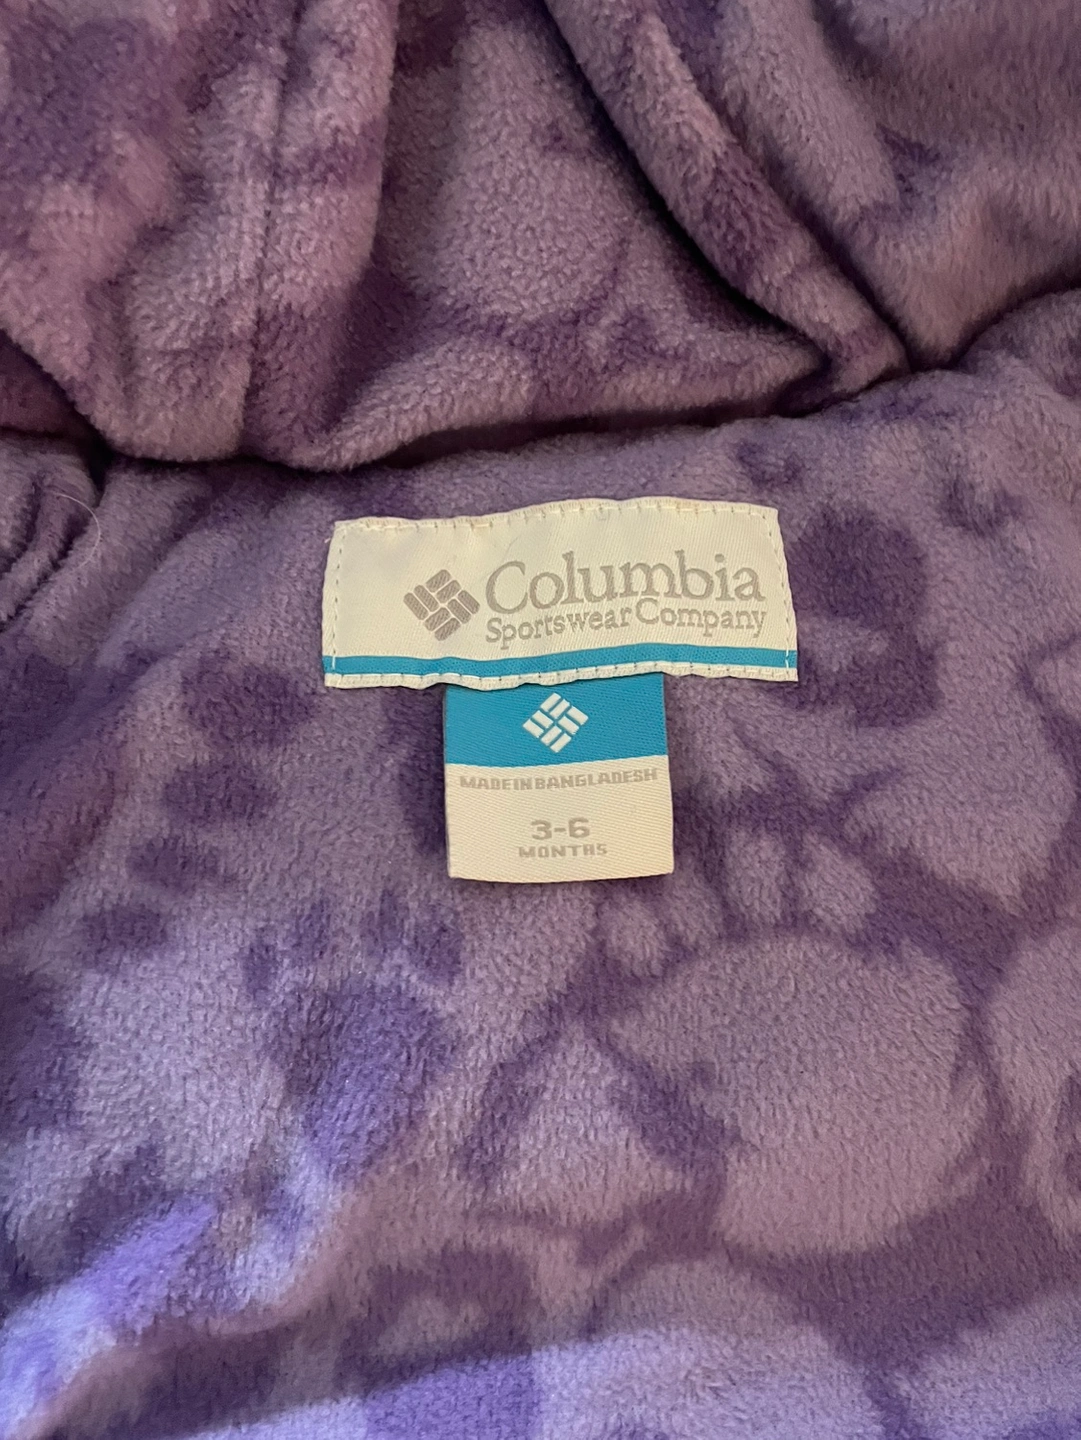 Columbia
Sportswear Company
MADE IN BANGLADESH
3-6
MONTHS